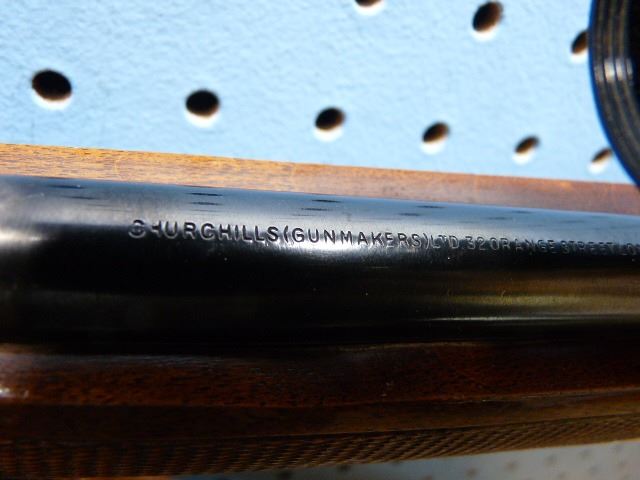 CHURCHILLS (GUNMAKERS) LTD 32 ORANGE STREET